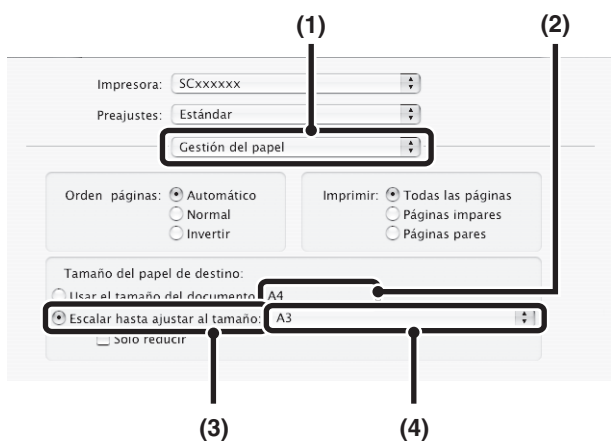 (1) (2)
Impresora: SCxxxxxx
Preajustes: Estándar
Gestión del papel
Orden páginas: Automático
Normal
Invertir
Imprimir: Todas las páginas
Páginas impares
Páginas pares
Tamaño del papel de destino:
Usar el tamaño del documento: A4
Escalar hasta ajustar al tamaño: A3
Sólo reducir
(3) (4)